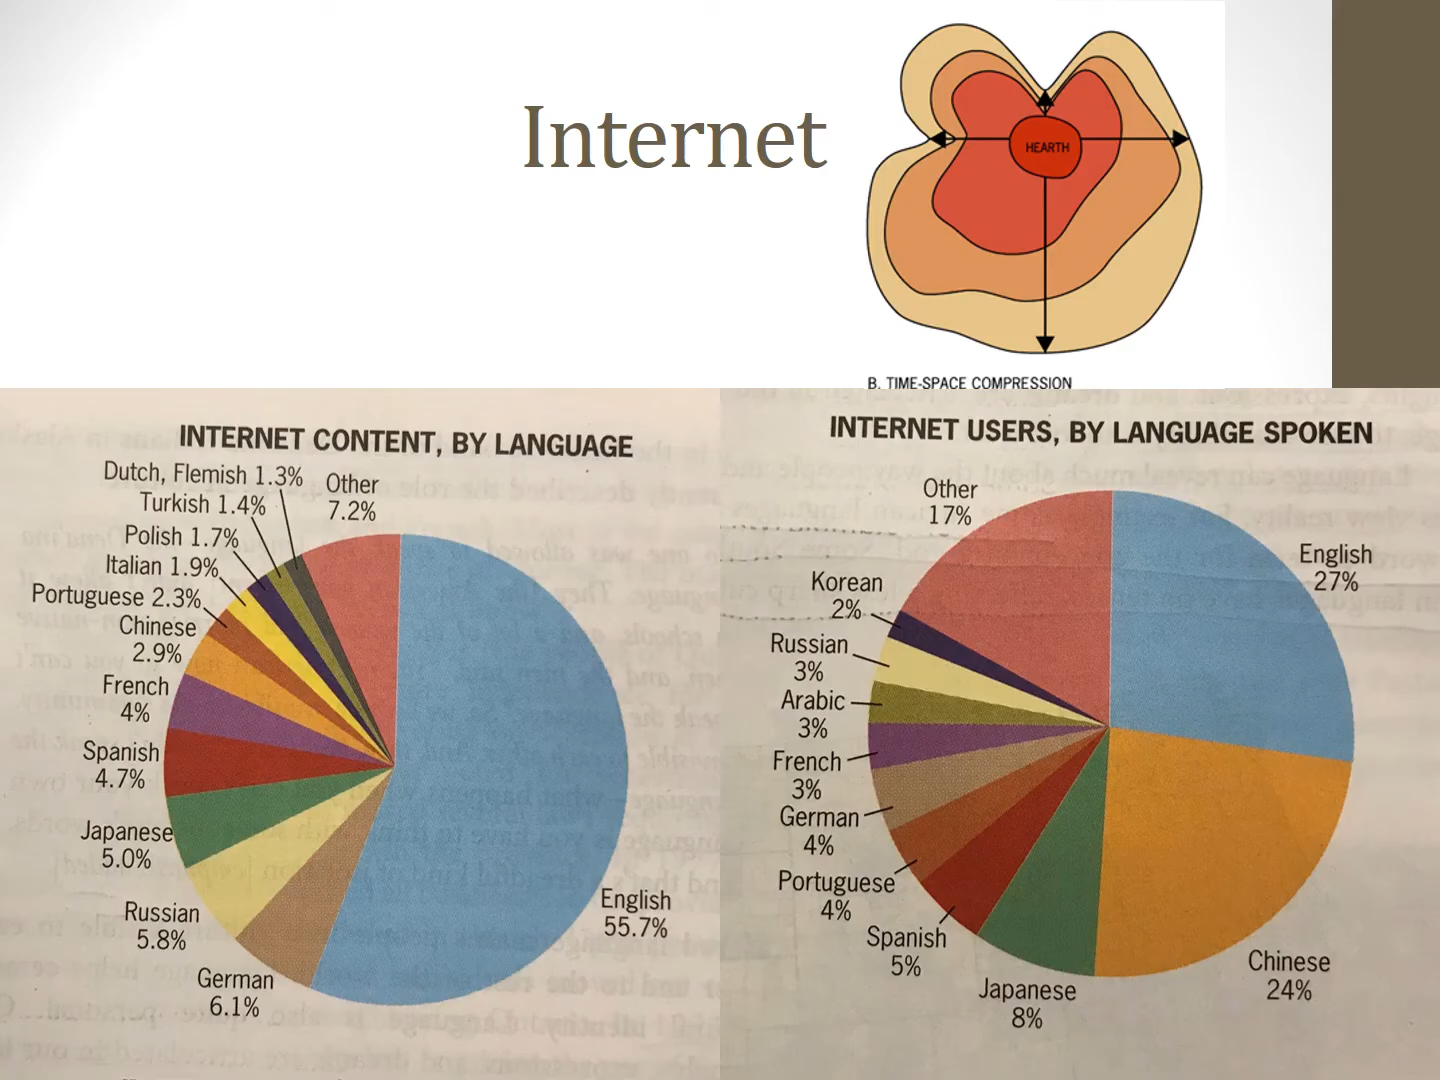 Internet
HEARTH
B. TIME-SPACE COMPRESSION
INTERNET CONTENT, BY LANGUAGE
Dutch, Flemish 1.3%
Other
7.2%
Turkish 1.4%
Polish 1.7%
Italian 1.9%
Portuguese 2.3%
Chinese
2.9%
French
4%
Spanish
4.7%
Japanese
5.0%
Russian
5.8%
German
6.1%
English
55.7%
INTERNET USERS, BY LANGUAGE SPOKEN
Other
17%
English
27%
Korean
2%
Russian
3%
Arabic
3%
French
3%
German
4%
Portuguese
4%
Spanish
5%
Japanese
8%
Chinese
24%